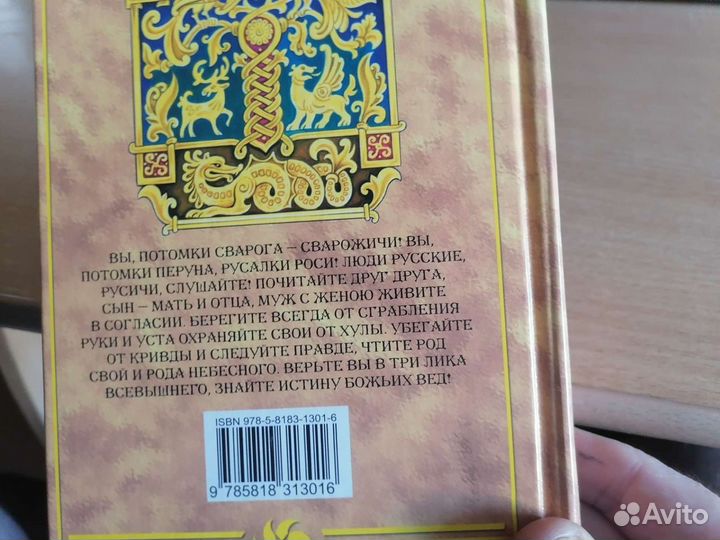 ВЫ, ПОТОМКИ СВАРОГА – СВАРОЖИЧИ! ВЫ,
ПОТОМКИ ПЕРУНА, РУСАЛКИ РОСИ! ЛЮДИ РУССКИЕ,
РУСИЧИ, СЛУШАЙТЕ! ПОЧИТАЙТЕ ДРУГ ДРУГА,
СЫН – МАТЬ И ОТЦА, МУЖ С ЖЕНОЮ ЖИВИТЕ
В СОГЛАСИИ. БЕРЕГИТЕ ВСЕГДА ОТ СГРАБЛЕНИЯ
РУКИ И УСТА ОХРАНЯЙТЕ СВОИ ОТ ХУЛЫ. УБЕГАЙТЕ
ОТ КРИВДЫ И СЛЕДУЙТЕ ПРАВДЕ, ЧТИТЕ РОД
СВОЙ И РОДА НЕБЕСНОГО. ВЕРЬТЕ ВЫ В ТРИ ЛИКА
ВСЕВЫШНЕГО, ЗНАЙТЕ ИСТИНУ БОЖЬИХ ВЕД!
ISBN 978-5-8183-1301-6
9 785818 313016
Avito